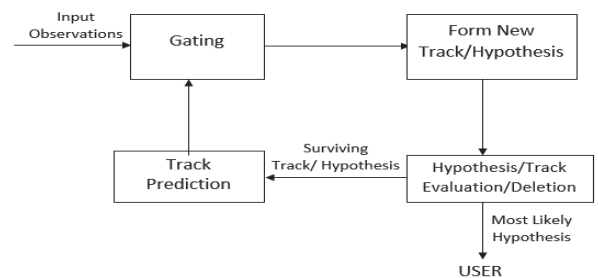 Input
Observations
Gating
Form New
Track/Hypothesis
Surviving
Track/ Hypothesis
Track
Prediction
Hypothesis/Track
Evaluation/Deletion
Most Likely
Hypothesis
USER